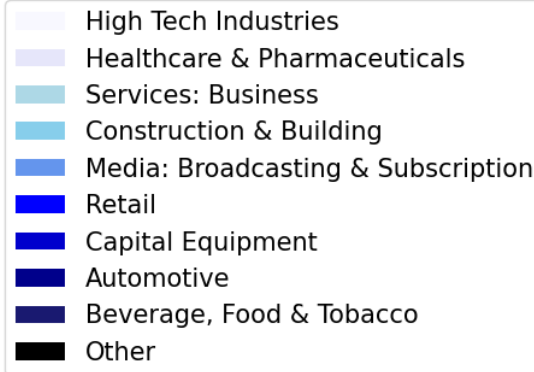 High Tech Industries
Healthcare & Pharmaceuticals
Services: Business
Construction & Building
Media: Broadcasting & Subscription
Retail
Capital Equipment
Automotive
Beverage, Food & Tobacco
Other